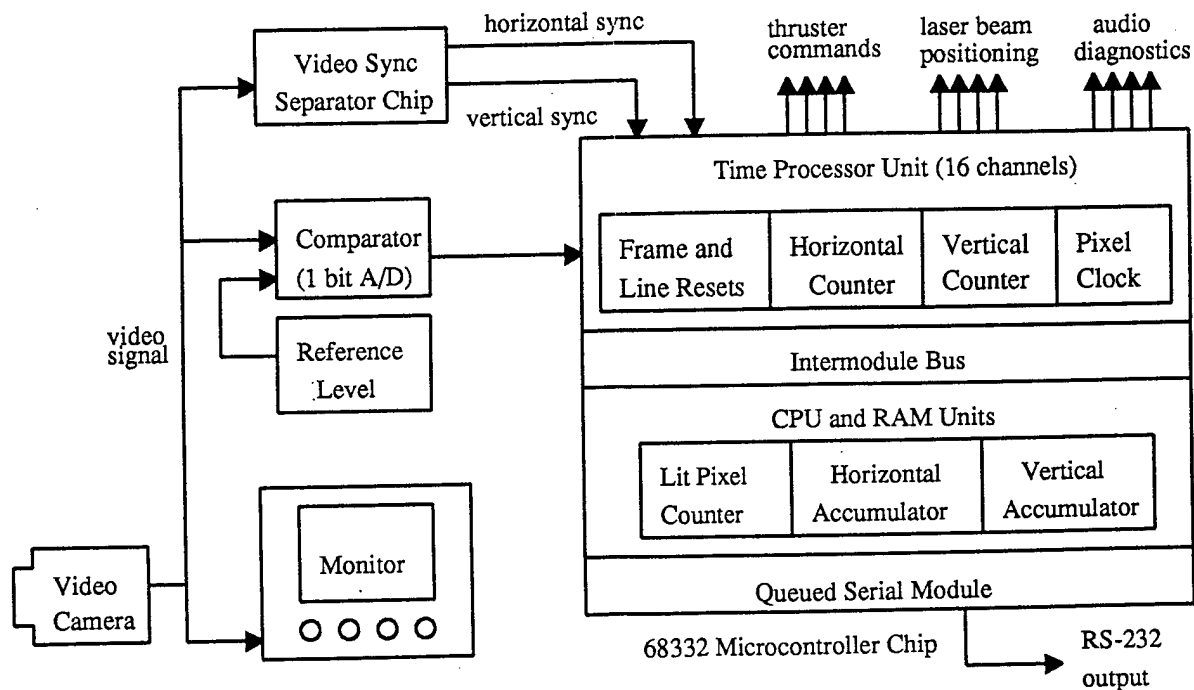 horizontal sync
thruster
commands
laser beam
positioning
audio
diagnostics
Video Sync
Separator Chip
vertical sync
Time Processor Unit (16 channels)
Comparator
(1 bit A/D)
Frame and
Line Resets
Horizontal
Counter
Vertical
Counter
Pixel
Clock
video
signal
Reference
Level
Intermodule Bus
CPU and RAM Units
Lit Pixel
Counter
Horizontal
Accumulator
Vertical
Accumulator
Monitor
Video
Camera
Queued Serial Module
68332 Microcontroller Chip
RS-232
output